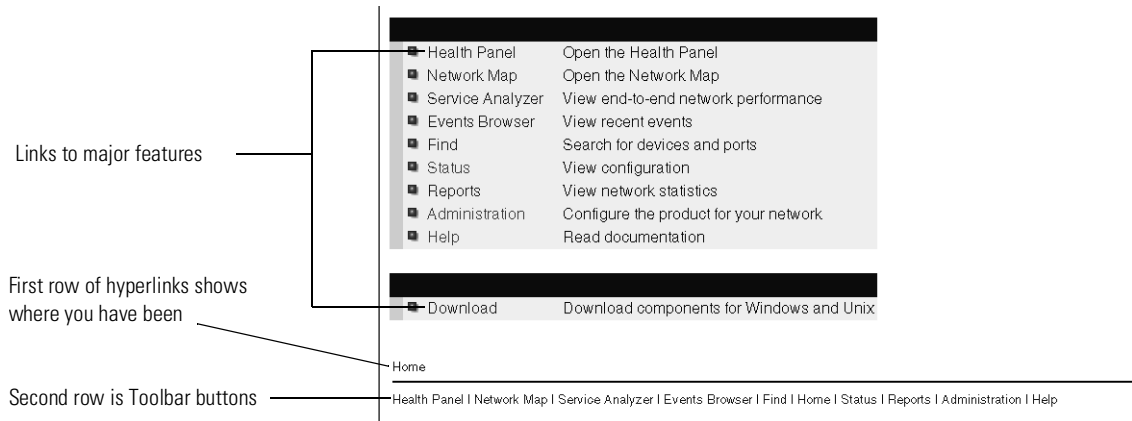 Health Panel Open the Health Panel
Network Map Open the Network Map
Service Analyzer View end-to-end network performance
Events Browser View recent events
Find Search for devices and ports
Links to major features
Status View configuration
Reports View network statistics
Administration Configure the product for your network
Help Read documentation
First row of hyperlinks shows
where you have been
Download Download components for Windows and Unix
Home
Second row is Toolbar buttons
Health Panel | Network Map | Service Analyzer | Events Browser | Find | Home | Status | Reports | Administration | Help